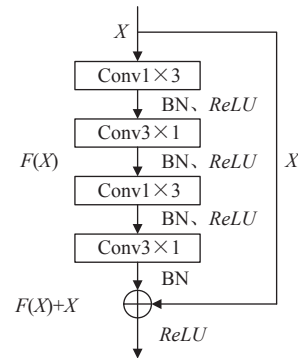 X
Conv1×3
BN、ReLU
Conv3×1
F(X)
BN、ReLU
X
Conv1×3
BN、ReLU
Conv3×1
BN
F(X)+X
ReLU